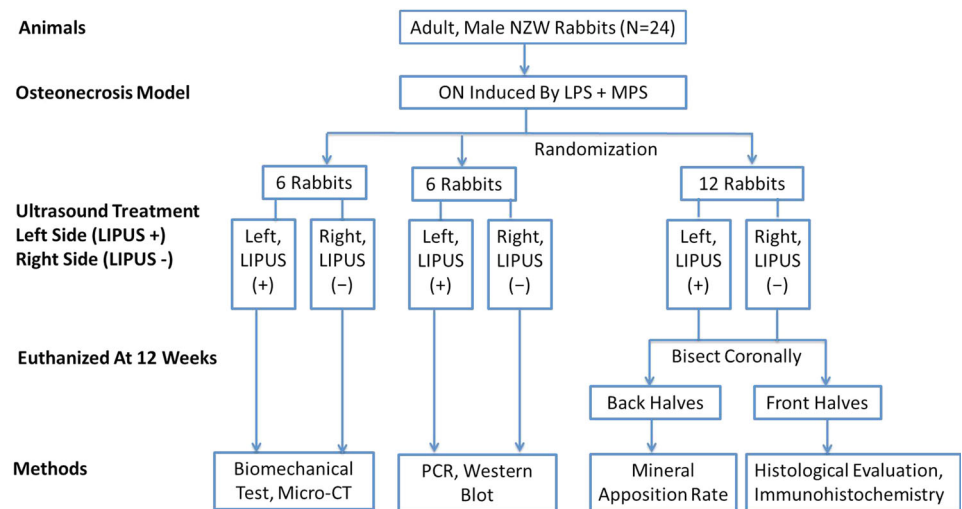 Animals
Adult, Male NZW Rabbits (N=24)
Osteonecrosis Model
ON Induced By LPS + MPS
Randomization
6 Rabbits
6 Rabbits
12 Rabbits
Ultrasound Treatment
Left Side (LIPUS +)
Right Side (LIPUS -)
Left,
LIPUS
(+)
Right,
LIPUS
(−)
Left,
LIPUS
(+)
Right,
LIPUS
(−)
Left,
LIPUS
(+)
Right,
LIPUS
(−)
Euthanized At 12 Weeks
Bisect Coronally
Back Halves
Front Halves
Methods
Biomechanical
Test, Micro-CT
PCR, Western
Blot
Mineral
Apposition Rate
Histological Evaluation,
Immunohistochemistry